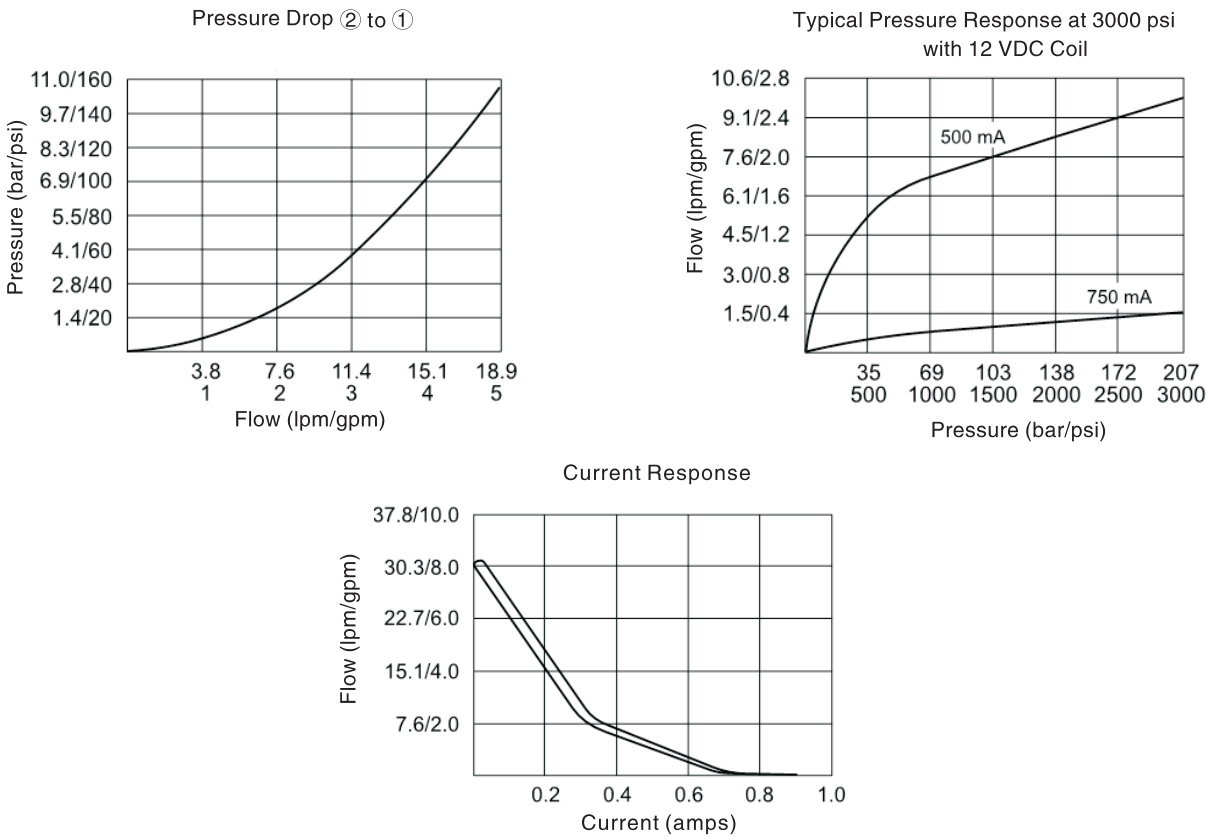 Pressure Drop ② to ①
11.0/160
9.7/140
8.3/120
6.9/100
5.5/80
4.1/60
2.8/40
1.4/20
Pressure (bar/psi)
3.8 7.6 11.4 15.1 18.9
1 2 3 4 5
Flow (lpm/gpm)
Typical Pressure Response at 3000 psi
with 12 VDC Coil
10.6/2.8
9.1/2.4
7.6/2.0
6.1/1.6
4.5/1.2
3.0/0.8
1.5/0.4
Flow (lpm/gpm)
500 mA
750 mA
35 69 103 138 172 207
500 1000 1500 2000 2500 3000
Pressure (bar/psi)
Current Response
37.8/10.0
30.3/8.0
22.7/6.0
15.1/4.0
7.6/2.0
Flow (lpm/gpm)
0.2 0.4 0.6 0.8 1.0
Current (amps)